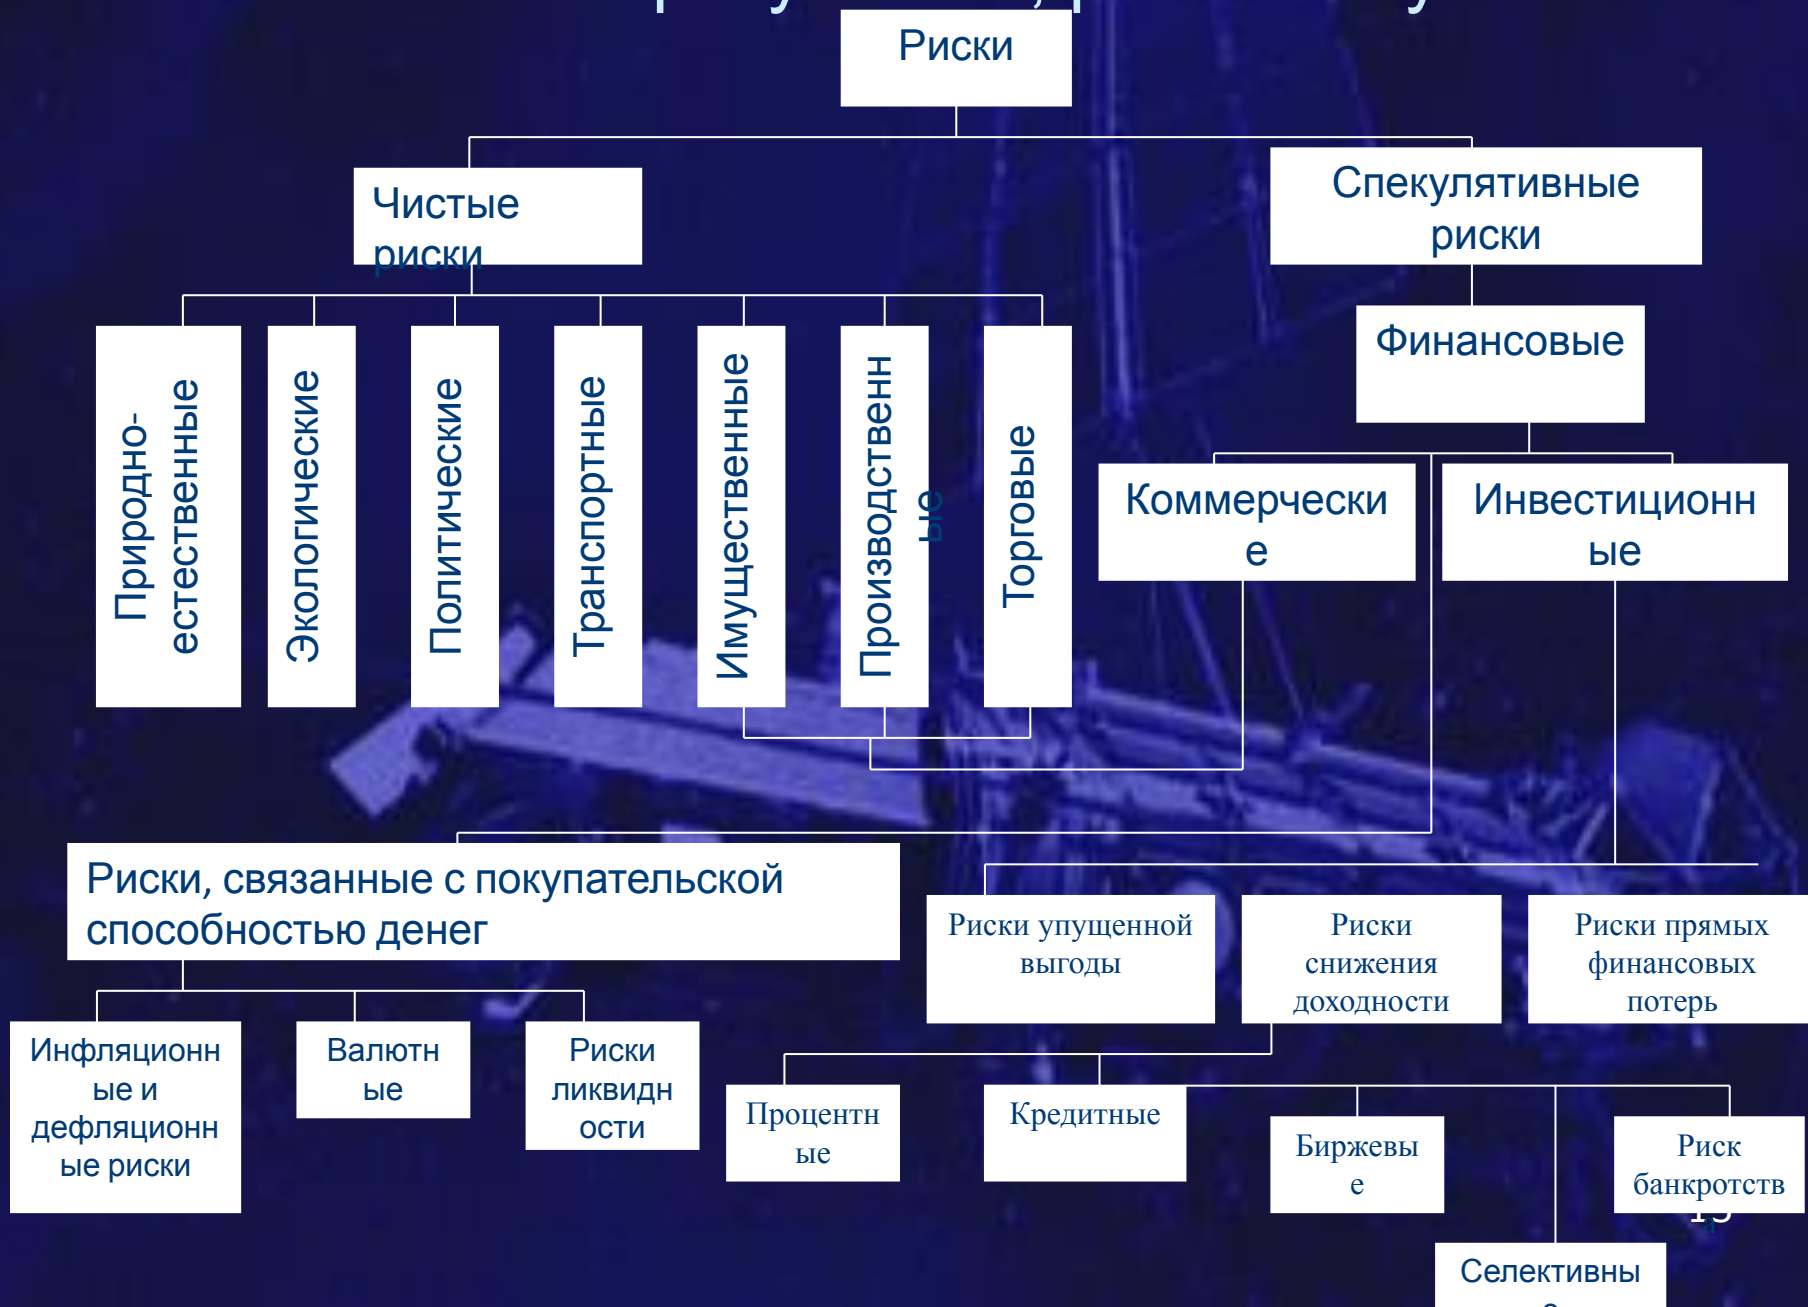 Риски
Чистые
риски
Спекулятивные
риски
Природно-
естественные
Экологические
Политические
Транспортные
Имущественные
Производственн
ые
Торговые
Финансовые
Коммерчески
е
Инвестиционн
ые
Риски, связанные с покупательской
способностью денег
Риски упущенной
выгоды
Риски
снижения
доходности
Риски прямых
финансовых
потерь
Инфляционн
ые и
дефляционн
ые риски
Валютн
ые
Риски
ликвидн
ости
Процентн
ые
Кредитные
Биржевы
е
Риск
банкротств
а
Селективны
е